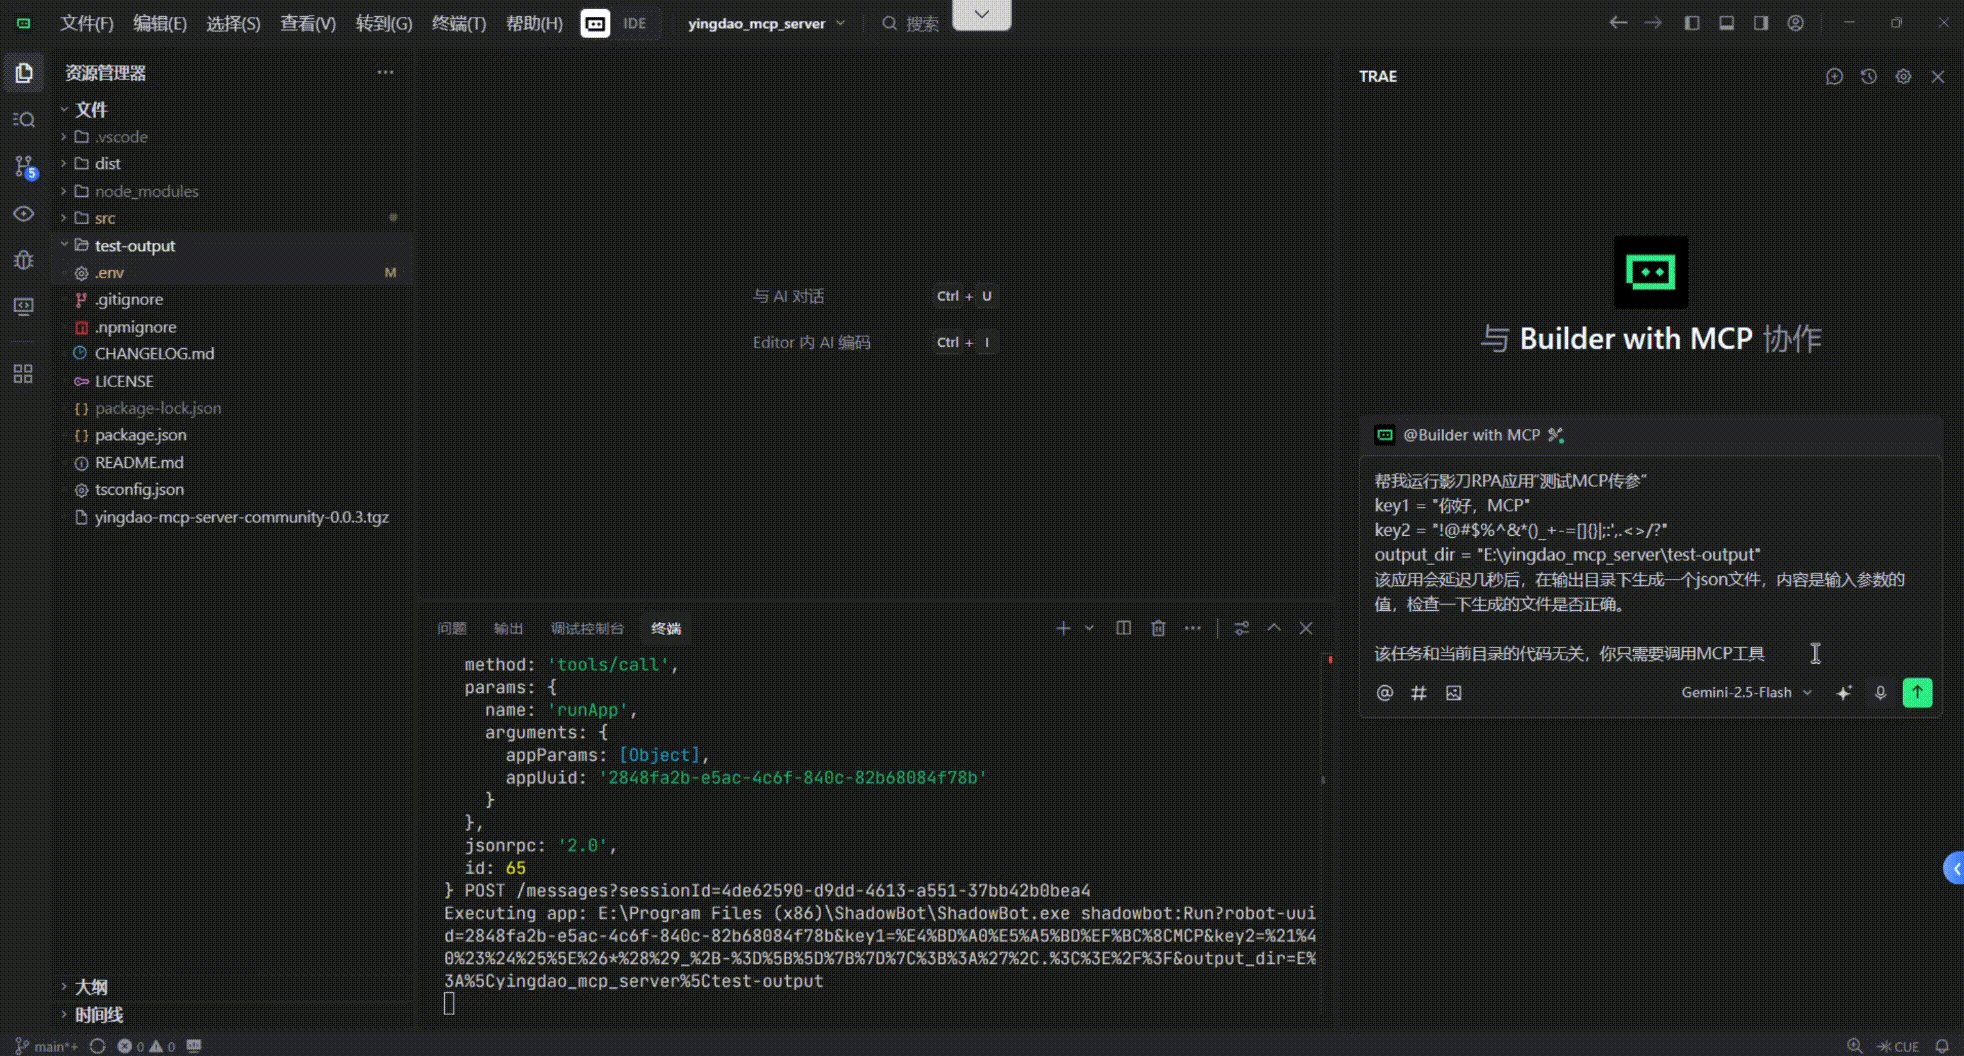 文件(F) 编辑(E) 选择(S) 查看(V) 转到(G) 终端(T) 帮助(H) IDE yingdao_mcp_server 搜索
资源管理器
文件
.vscode
dist
node_modules
src
test-output
.env M
.gitignore
.npmignore
CHANGELOG.md
LICENSE
package-lock.json
package.json
README.md
tsconfig.json
yingdao-mcp-server-community-0.0.3.tgz
大纲
时间线
5
与 AI 对话 Ctrl + U
Editor 内 AI 编码 Ctrl + I
问题 输出 调试控制台 终端
method: 'tools/call',
params: {
name: 'runApp',
arguments: {
appParams: [Object],
appUuid: '2848fa2b-e5ac-4c6f-840c-82b68084f78b'
}
},
jsonrpc: '2.0',
id: 65
} POST /messages?sessionId=4de62590-d9dd-4613-a551-37bb42b0bea4
Executing app: E:\Program Files (x86)\ShadowBot\ShadowBot.exe shadowbot:Run?robot-uui
d=2848fa2b-e5ac-4c6f-840c-82b68084f78b&key1=%E4%BD%A0%E5%A5%BD%EF%BC%8CMCP&key2=%21%4
0%23%24%25%5E%26*%28%29_%2B-%3D%5B%5D%7B%7D%7C%3B%3A%27%2C.%3C%3E%2F%3F&output_dir=E%
3A%5Cyingdao_mcp_server%5Ctest-output
TRAE
与 Builder with MCP 协作
@Builder with MCP
帮我运行影刀RPA应用"测试MCP传参"
key1 = "你好，MCP"
key2 = "!@#$%^&*()_+-=[]{}|;:',.<>/?"
output_dir = "E:\yingdao_mcp_server\test-output"
该应用会延迟几秒后，在输出目录下生成一个json文件，内容是输入参数的
值，检查一下生成的文件是否正确。
该任务和当前目录的代码无关，你只需要调用MCP工具
Gemini-2.5-Flash
main*+ 0 0
CUE